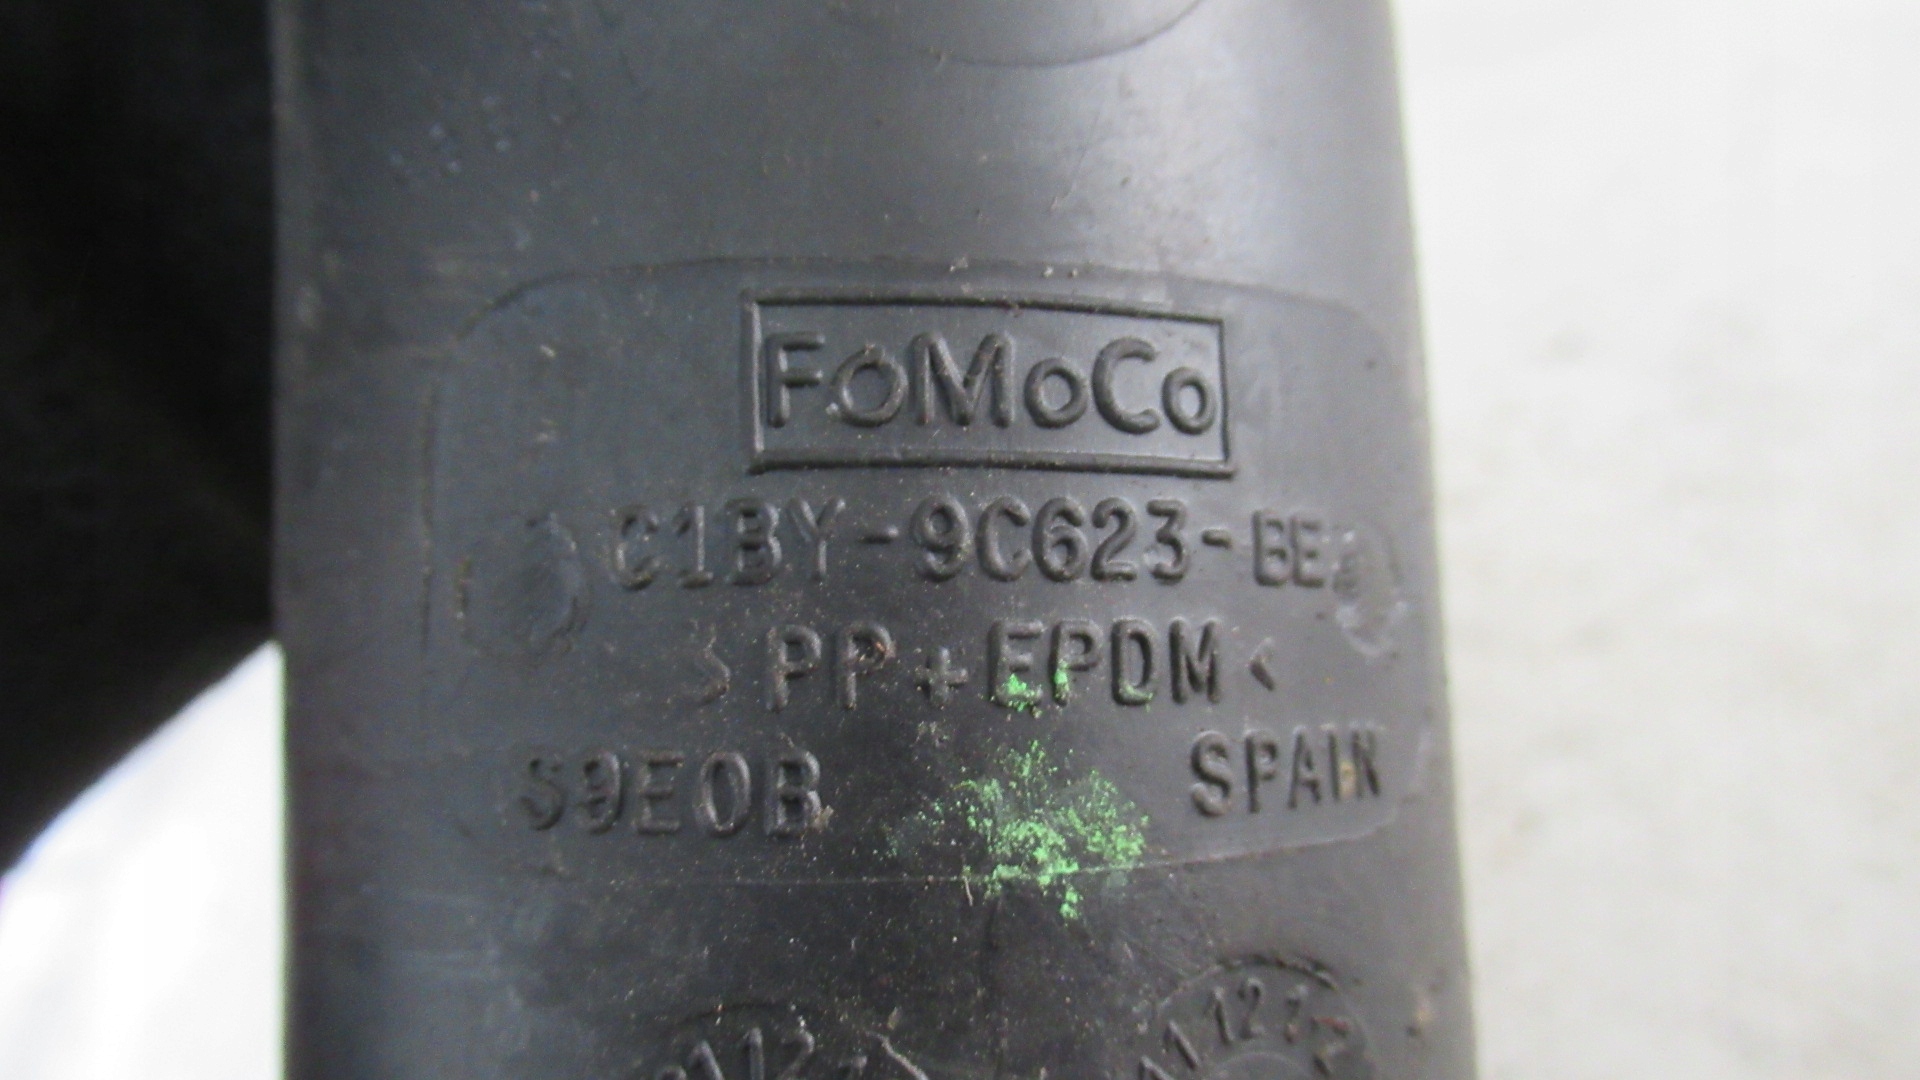 FoMoCo
C1BY-9C623-BE
>PP+EPDM<
S9E0B SPAIN